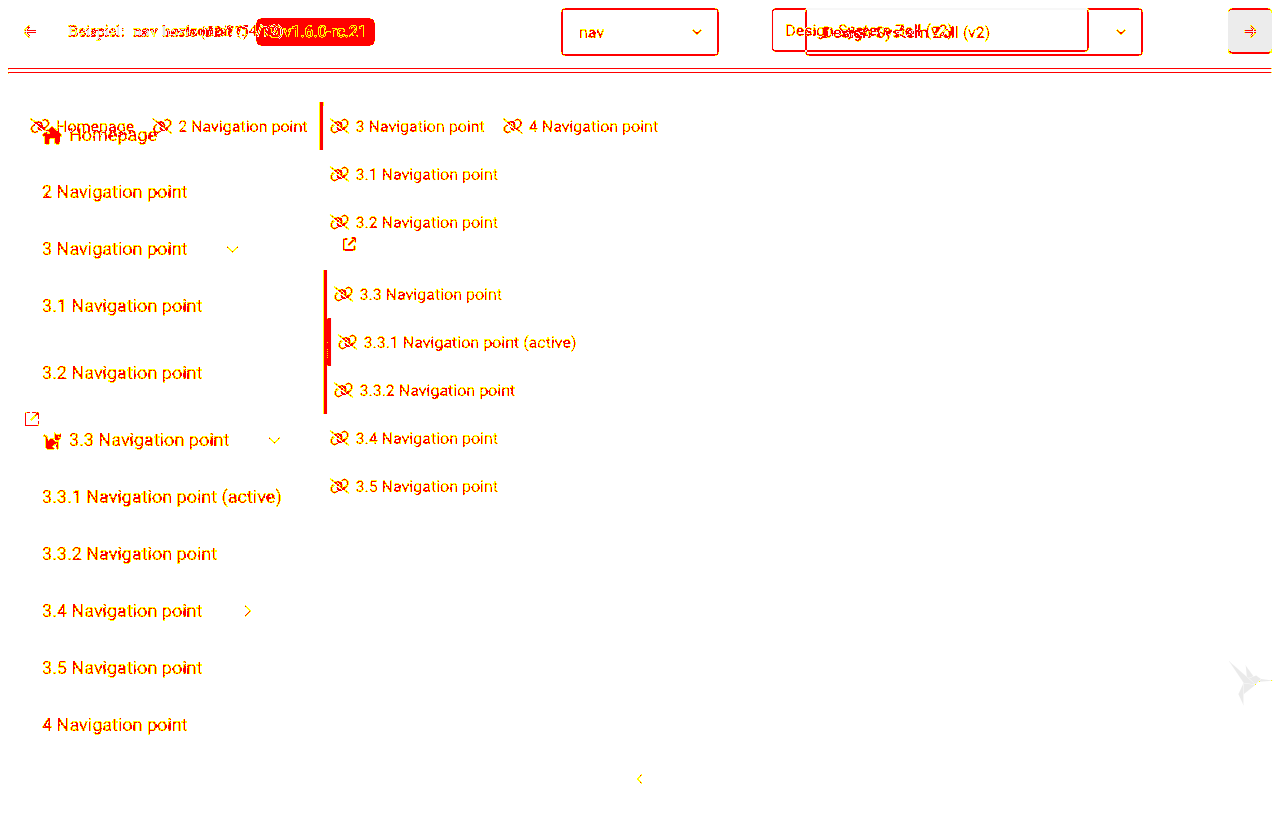 v1.6.0-rc.21
nav
Design System Zoll (v2)
Homepage
2 Navigation point
3 Navigation point
4 Navigation point
3.1 Navigation point
3.2 Navigation point
3.3 Navigation point
3.3.1 Navigation point (active)
3.3.2 Navigation point
3.4 Navigation point
3.5 Navigation point
Homepage
2 Navigation point
3 Navigation point
3.1 Navigation point
3.2 Navigation point
3.3 Navigation point
3.3.1 Navigation point (active)
3.3.2 Navigation point
3.4 Navigation point
3.5 Navigation point
4 Navigation point